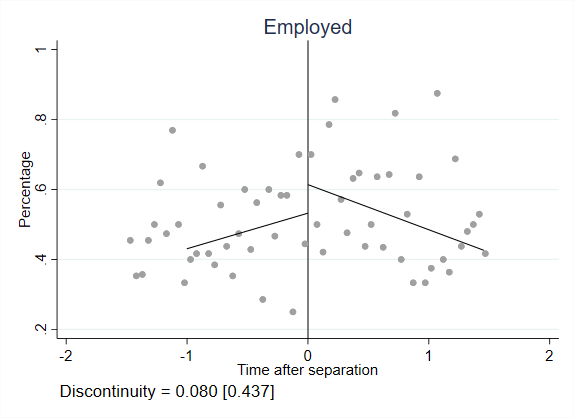 Employed
Percentage
1
.8
.6
.4
.2
-2 -1 0 1 2
Time after separation
Discontinuity = 0.080 [0.437]